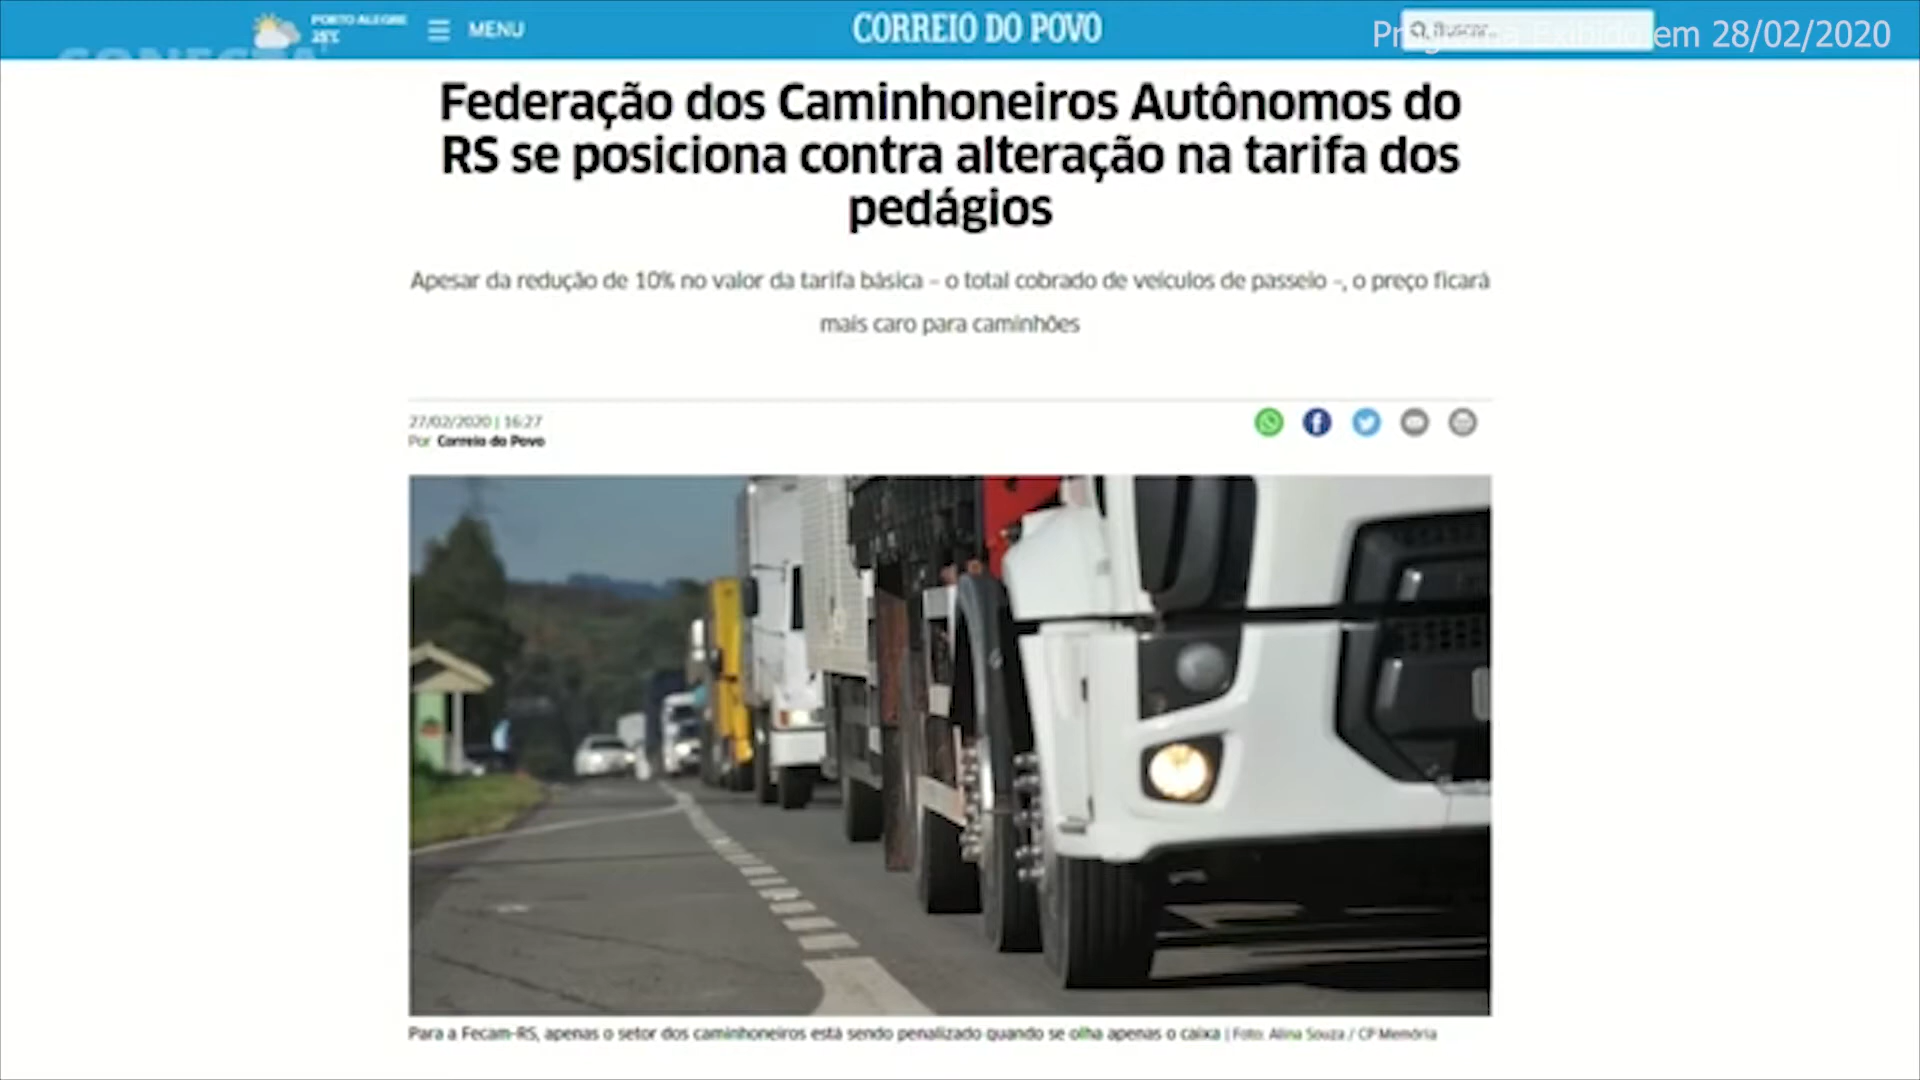 PORTO ALEGRE
25°C
MENU
CORREIO DO POVO
Buscar...
Programa Exibido em 28/02/2020
CONECTA
Federação dos Caminhoneiros Autônomos do
RS se posiciona contra alteração na tarifa dos
pedágios
Apesar da redução de 10% no valor da tarifa básica – o total cobrado de veículos de passeio –, o preço ficará
mais caro para caminhões
27/02/2020 | 16:27
Por Correio do Povo
Para a Fecam-RS, apenas o setor dos caminhoneiros está sendo penalizado quando se olha apenas o caixa | Foto: Alina Souza / CP Memória